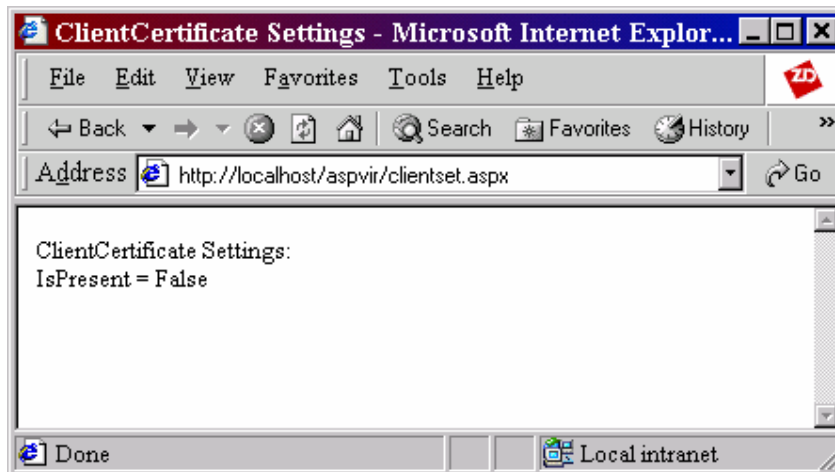 ClientCertificate Settings - Microsoft Internet Explor...
File Edit View Favorites Tools Help
ZD
Back Search Favorites History »
Address http://localhost/aspvir/clientset.aspx Go
ClientCertificate Settings:
IsPresent = False
Done Local intranet